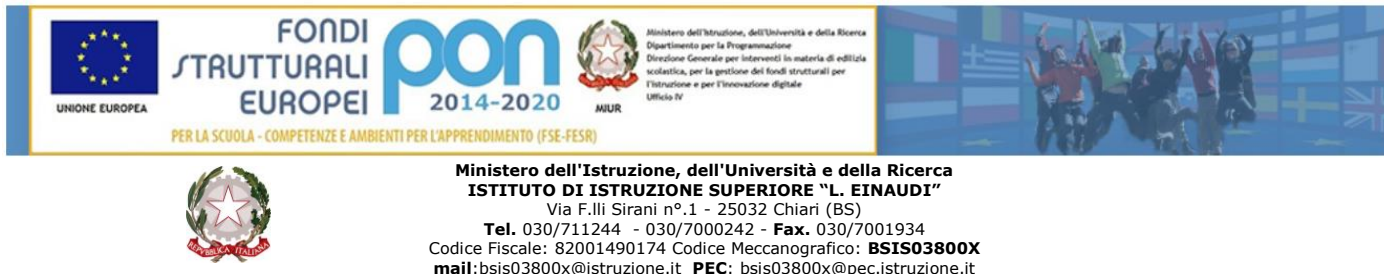 UNIONE EUROPEA
FONDI
STRUTTURALI
EUROPEI
pon
2014-2020
MIUR
Ministero dell'Istruzione, dell'Università e della Ricerca
Dipartimento per la Programmazione
Direzione Generale per interventi in materia di edilizia
scolastica, per la gestione dei fondi strutturali per
l'istruzione e per l'innovazione digitale
Ufficio IV
PER LA SCUOLA - COMPETENZE E AMBIENTI PER L'APPRENDIMENTO (FSE-FESR)
REPVBBLICA ITALIANA
Ministero dell'Istruzione, dell'Università e della Ricerca
ISTITUTO DI ISTRUZIONE SUPERIORE “L. EINAUDI”
Via F.lli Sirani n°.1 - 25032 Chiari (BS)
Tel. 030/711244 - 030/7000242 - Fax. 030/7001934
Codice Fiscale: 82001490174 Codice Meccanografico: BSIS03800X
mail:bsis03800x@istruzione.it PEC: bsis03800x@pec.istruzione.it